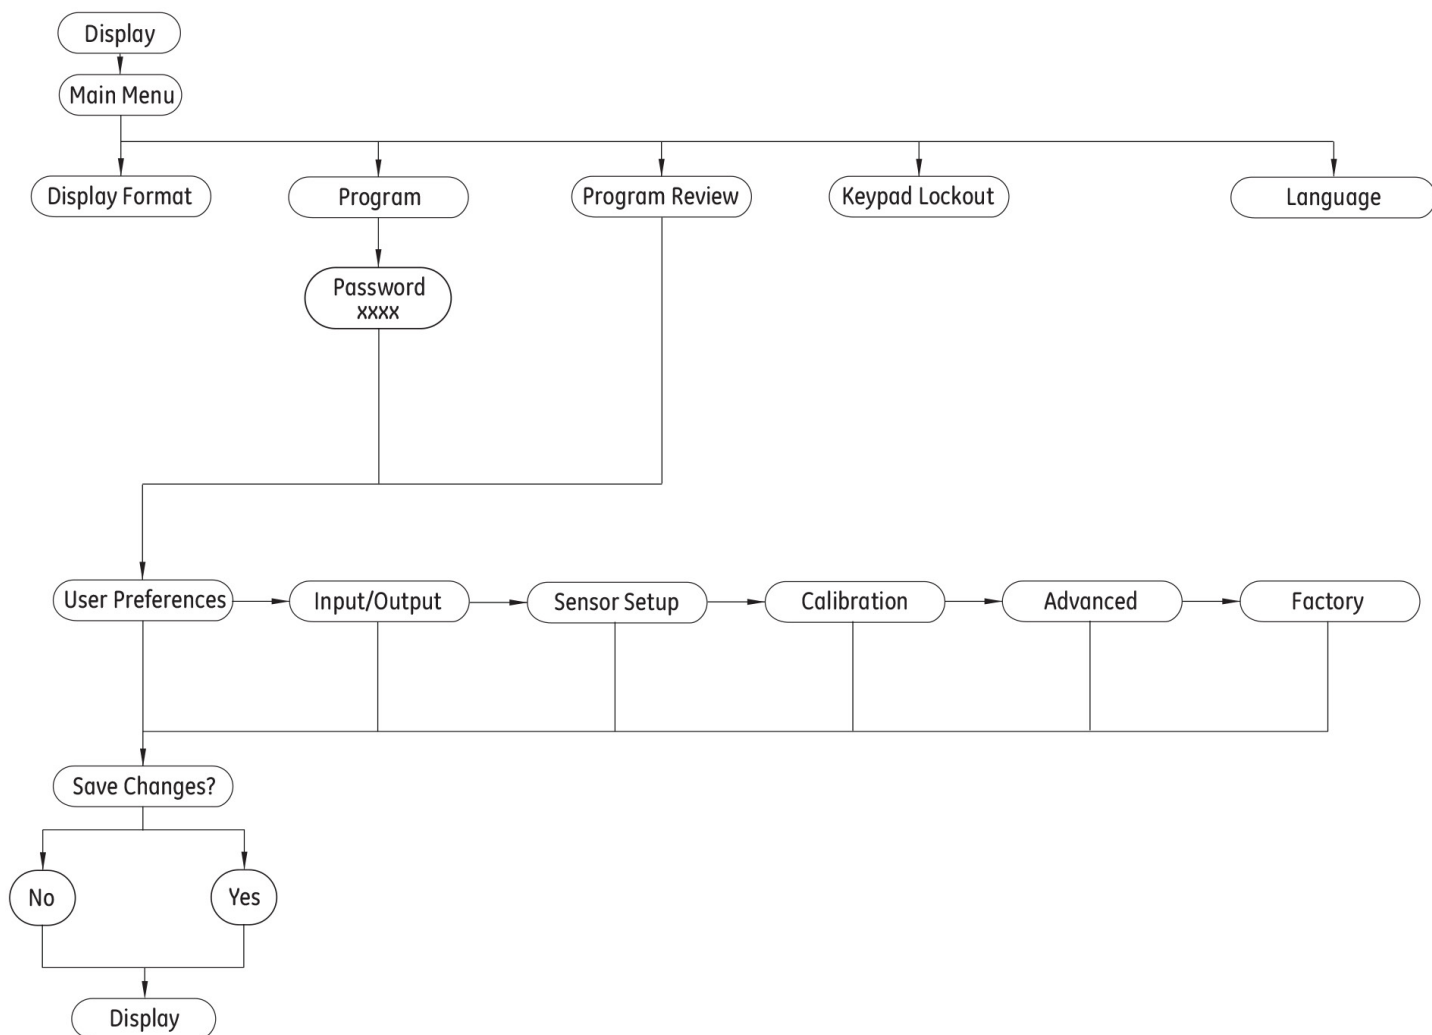 Display
Main Menu
Display Format
Program
Program Review
Keypad Lockout
Language
Password
xxxx
User Preferences
Input/Output
Sensor Setup
Calibration
Advanced
Factory
Save Changes?
No
Yes
Display